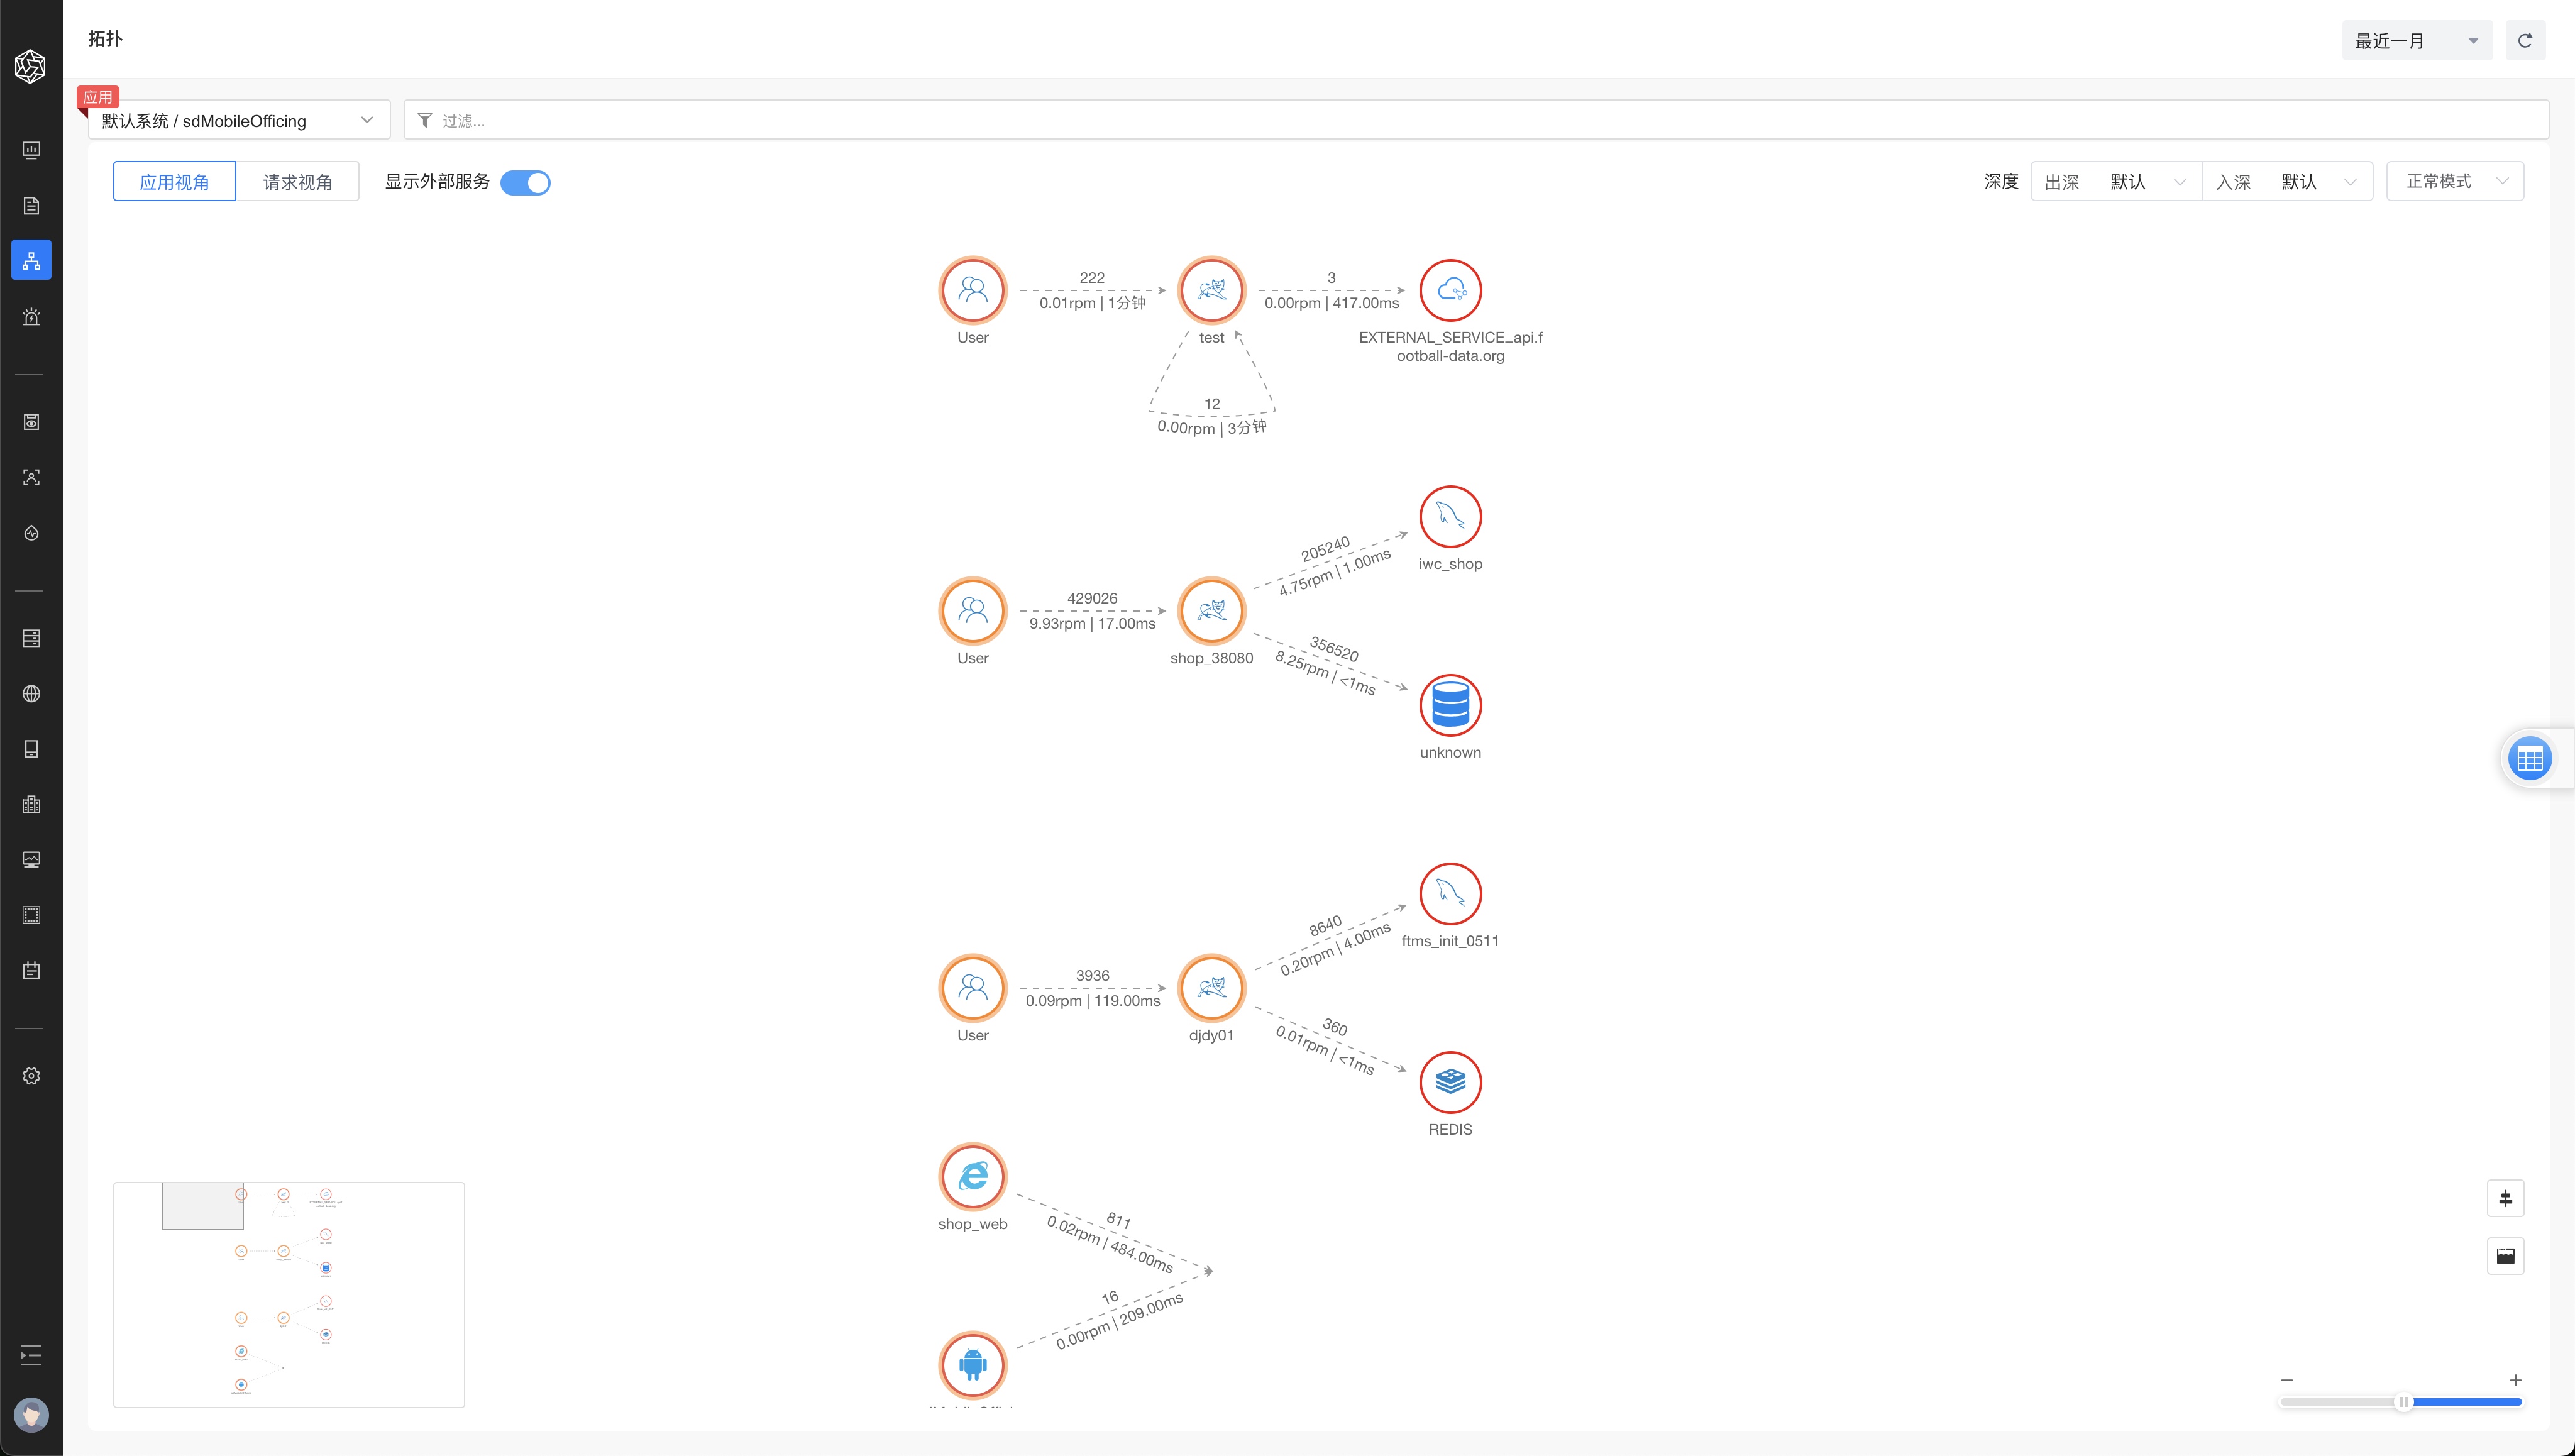 拓扑
最近一月
应用
默认系统 / sdMobileOfficing
过滤...
应用视角
请求视角
显示外部服务
深度
出深 默认
入深 默认
正常模式
222
0.01rpm | 1分钟
3
0.00rpm | 417.00ms
User
test
EXTERNAL_SERVICE_api.f
ootball-data.org
12
0.00rpm | 3分钟
205240
4.75rpm | 1.00ms
iwc_shop
429026
9.93rpm | 17.00ms
User
shop_38080
356520
8.25rpm | <1ms
unknown
8640
0.20rpm | 4.00ms
ftms_init_0511
3936
0.09rpm | 119.00ms
User
djdy01
360
0.01rpm | <1ms
REDIS
shop_web
811
0.02rpm | 484.00ms
16
0.00rpm | 209.00ms